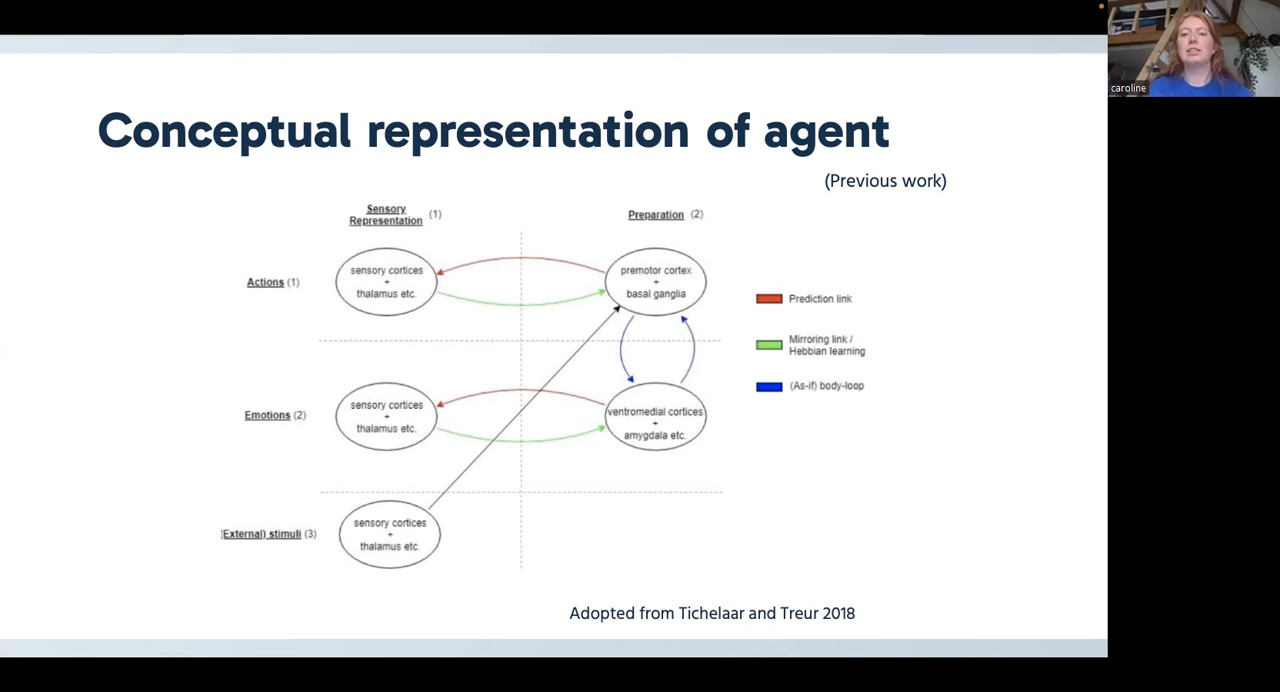 caroline
Conceptual representation of agent
(Previous work)
Sensory
Representation (1)
Preparation (2)
Actions (1)
sensory cortices
+
thalamus etc.
premotor cortex
+
basal ganglia
Prediction link
Mirroring link /
Hebbian learning
(As-if) body-loop
Emotions (2)
sensory cortices
+
thalamus etc.
ventromedial cortices
+
amygdala etc.
(External) stimuli (3)
sensory cortices
+
thalamus etc.
Adopted from Tichelaar and Treur 2018